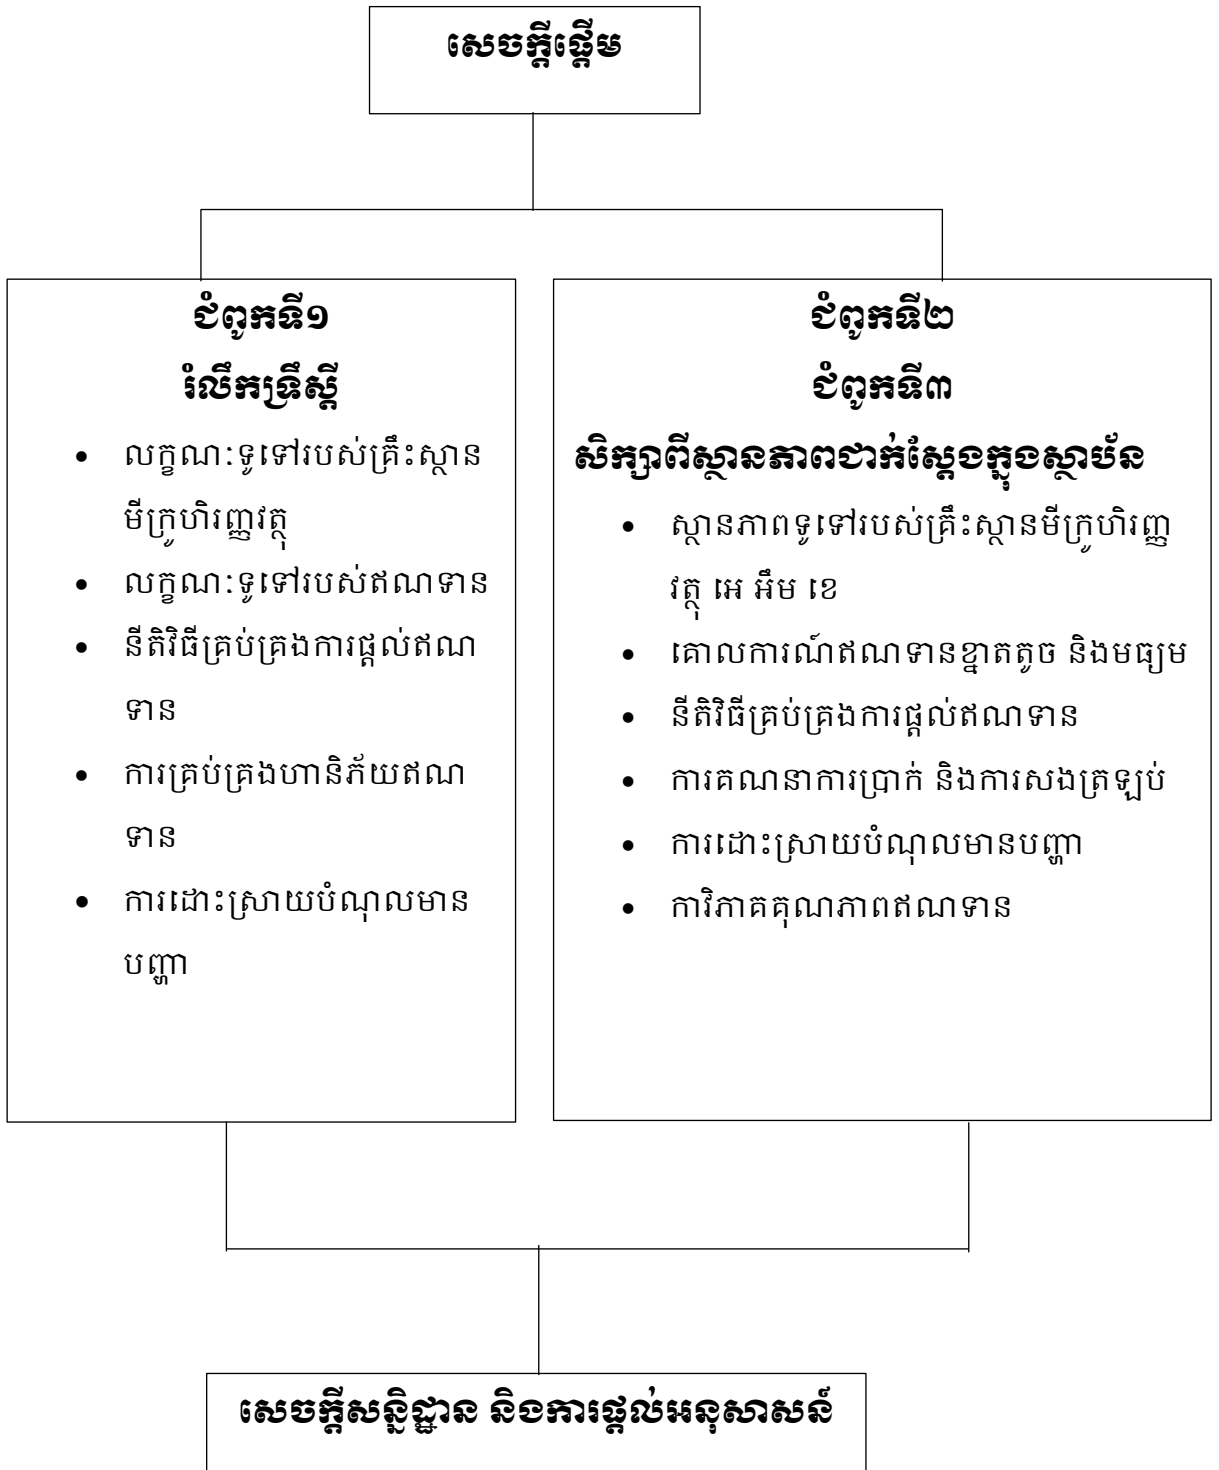 សេចក្តីផ្តើម
ជំពូកទី១
រំលឹកទ្រឹស្តី
• លក្ខណៈទូទៅរបស់គ្រឹះស្ថាន
មីក្រូហិរញ្ញវត្ថុ
• លក្ខណៈទូទៅរបស់ឥណទាន
• នីតិវិធីគ្រប់គ្រងការផ្តល់ឥណ
ទាន
• ការគ្រប់គ្រងហានិភ័យឥណ
ទាន
• ការដោះស្រាយបំណុលមាន
បញ្ហា
ជំពូកទី២
ជំពូកទី៣
សិក្សាពីស្ថានភាពជាក់ស្តែងក្នុងស្ថាប័ន
• ស្ថានភាពទូទៅរបស់គ្រឹះស្ថានមីក្រូហិរញ្ញ
វត្ថុ អេ អឹម ខេ
• គោលការណ៍ឥណទានខ្នាតតូច និងមធ្យម
• នីតិវិធីគ្រប់គ្រងការផ្តល់ឥណទាន
• ការគណនាការប្រាក់ និងការសងត្រឡប់
• ការដោះស្រាយបំណុលមានបញ្ហា
• ការិភាគគុណភាពឥណទាន
សេចក្តីសន្និដ្ឋាន និងការផ្តល់អនុសាសន៍